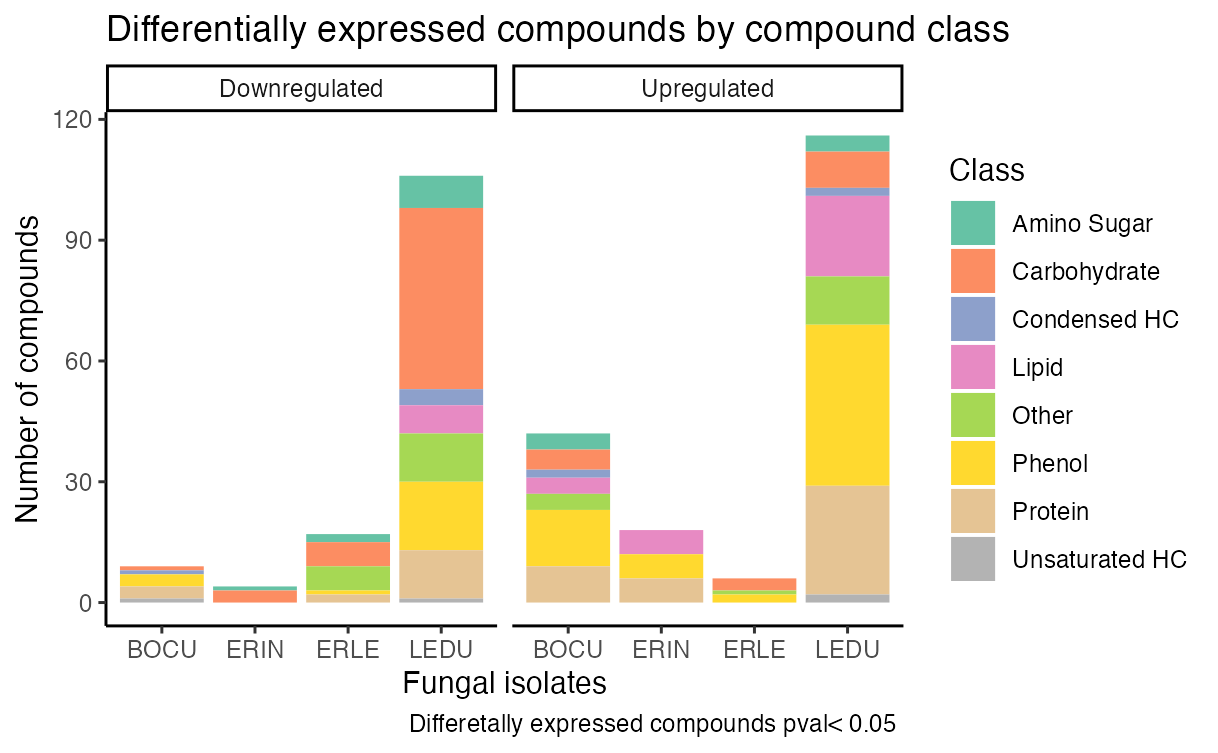 Differentially expressed compounds by compound class
Downregulated
Upregulated
Number of compounds
120
90
60
30
0
BOCU ERIN ERLE LEDU
BOCU ERIN ERLE LEDU
Fungal isolates
Differetally expressed compounds pval< 0.05
Class
Amino Sugar
Carbohydrate
Condensed HC
Lipid
Other
Phenol
Protein
Unsaturated HC